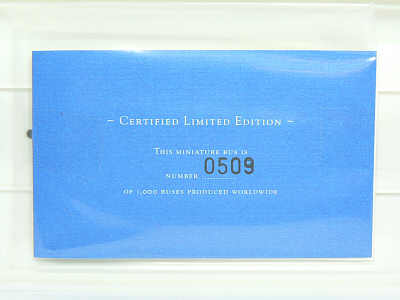 ~ Certified Limited Edition ~
This miniature bus is
number 0509
of 1,000 buses produced worldwide